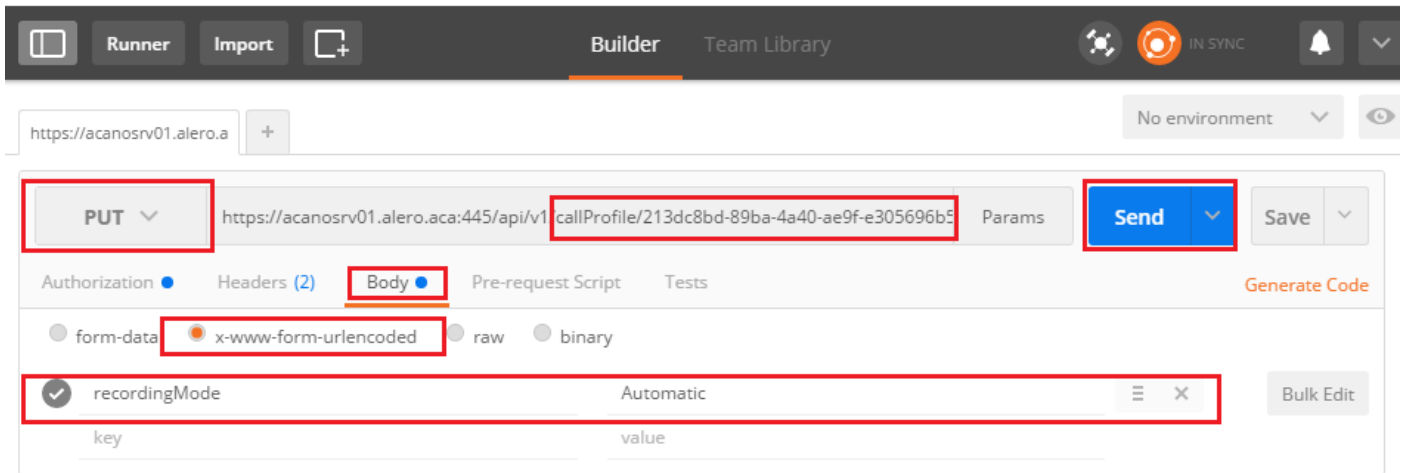 Runner Import Builder Team Library IN SYNC
https://acanosrv01.alero.a + No environment
PUT https://acanosrv01.alero.aca:445/api/v1/callProfile/213dc8bd-89ba-4a40-ae9f-e305696b5 Params Send Save
Authorization Headers (2) Body Pre-request Script Tests Generate Code
form-data x-www-form-urlencoded raw binary
recordingMode Automatic Bulk Edit
key value